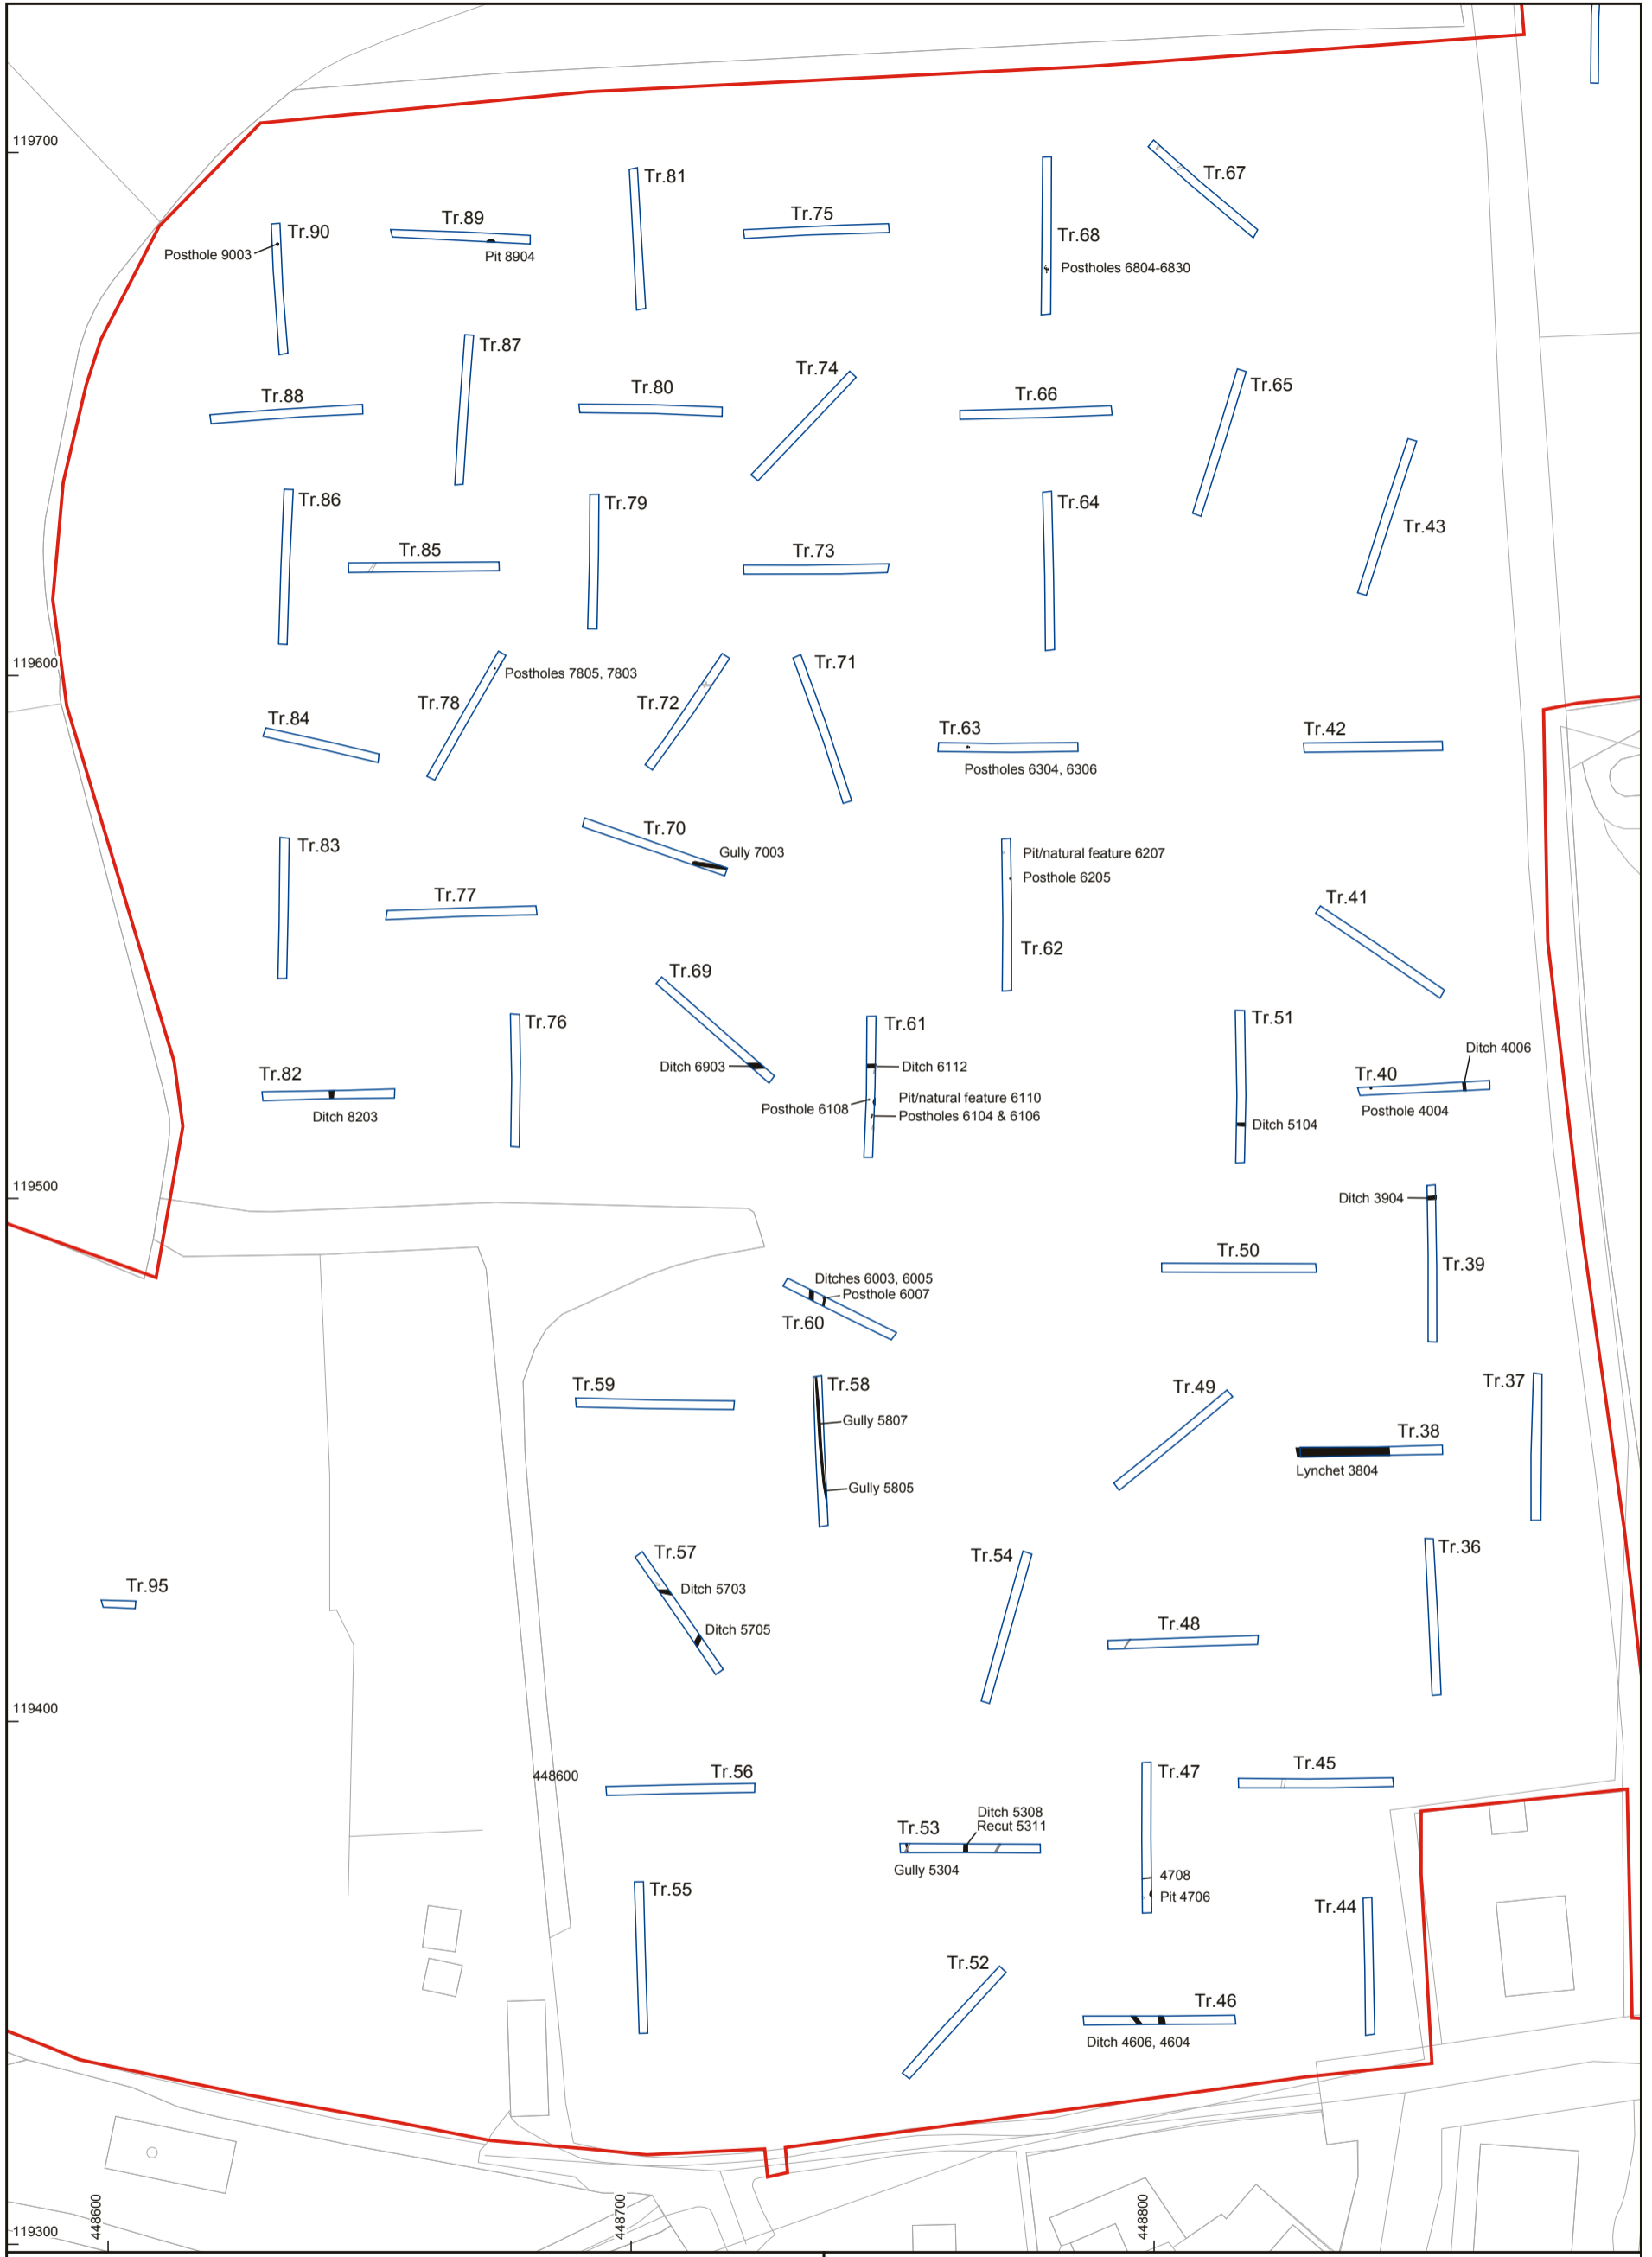 119700
Tr.67
Tr.81
Tr.89
Tr.75
Tr.90
Tr.68
Posthole 9003
Pit 8904
Postholes 6804-6830
Tr.87
Tr.74
Tr.80
Tr.65
Tr.88
Tr.66
Tr.86
Tr.79
Tr.64
Tr.43
Tr.85
Tr.73
119600
Tr.71
Postholes 7805, 7803
Tr.78
Tr.72
Tr.84
Tr.63
Tr.42
Postholes 6304, 6306
Tr.70
Tr.83
Gully 7003
Pit/natural feature 6207
Posthole 6205
Tr.77
Tr.41
Tr.62
Tr.69
Tr.76
Tr.61
Tr.51
Ditch 4006
Ditch 6903
Ditch 6112
Tr.82
Tr.40
Pit/natural feature 6110
Posthole 6108
Posthole 4004
Ditch 8203
Postholes 6104 & 6106
Ditch 5104
119500
Ditch 3904
Tr.50
Tr.39
Ditches 6003, 6005
Posthole 6007
Tr.60
Tr.59
Tr.58
Tr.49
Tr.37
Gully 5807
Tr.38
Lynchet 3804
Gully 5805
Tr.57
Tr.54
Tr.36
Tr.95
Ditch 5703
Ditch 5705
Tr.48
119400
Tr.45
Tr.56
Tr.47
448600
Ditch 5308
Recut 5311
Tr.53
Gully 5304
4708
Tr.55
Pit 4706
Tr.44
Tr.52
Tr.46
Ditch 4606, 4604
119300
448600
448700
448800